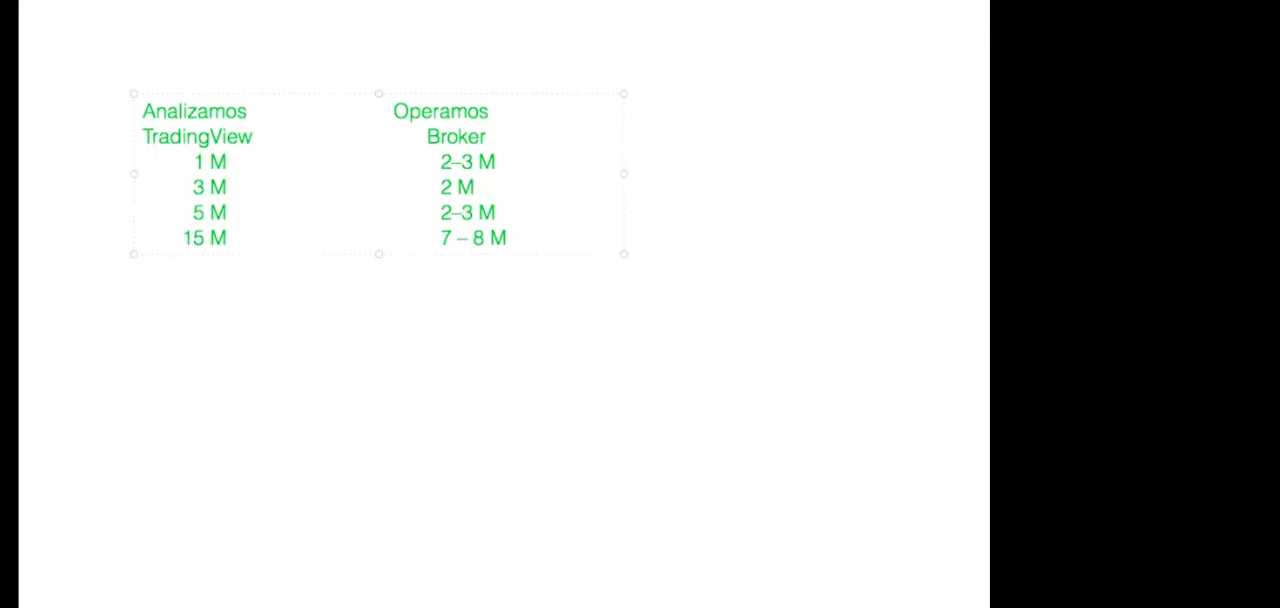 Analizamos Operamos
TradingView Broker
1 M 2–3 M
3 M 2 M
5 M 2–3 M
15 M 7 – 8 M